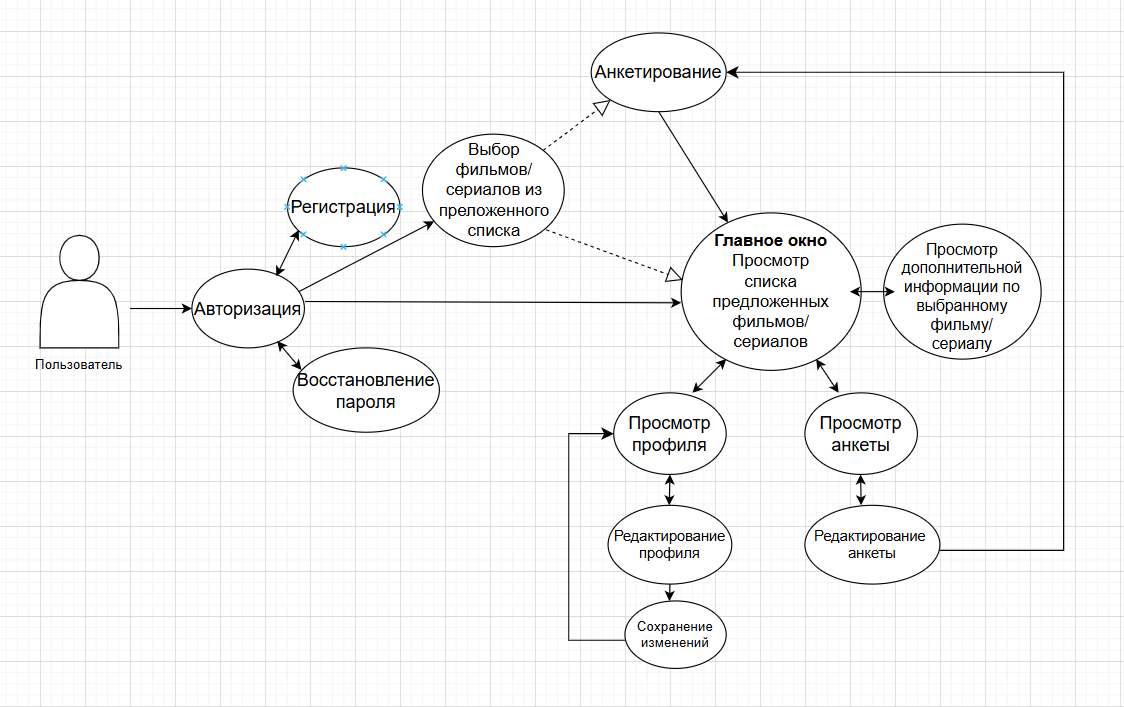 Анкетирование
Выбор
фильмов/
сериалов из
преложенного
списка
Регистрация
Главное окно
Просмотр
списка
предложенных
фильмов/
сериалов
Просмотр
дополнительной
информации по
выбранному
фильму/
сериалу
Авторизация
Пользователь
Восстановление
пароля
Просмотр
профиля
Просмотр
анкеты
Редактирование
профиля
Редактирование
анкеты
Сохранение
изменений